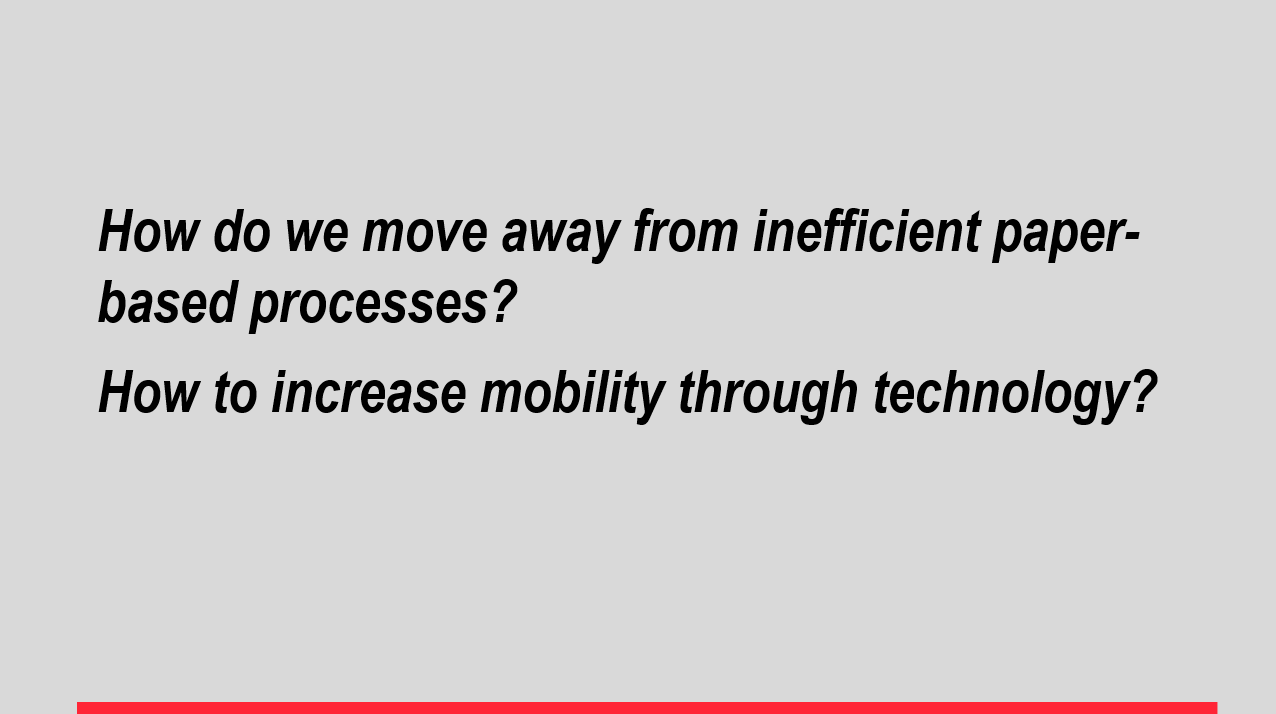 How do we move away from inefficient paper-
based processes?
How to increase mobility through technology?